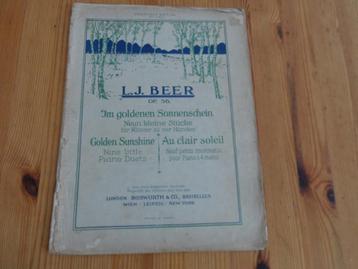 L.J. BEER
OP. 56.
Im goldenen Sonnenschein
Neun kleine Stücke
für Klavier zu vier Händen
Golden Sunshine
Nine little
Piano Duets
Au clair soleil
Neuf petits morceaux
pour Piano à 4 mains
LONDON BOSWORTH & CO., BRUXELLES
WIEN - LEIPZIG - NEW YORK